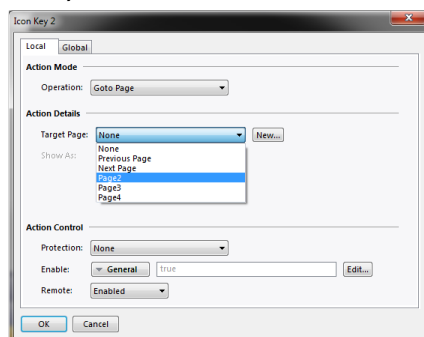 Icon Key 2
Local Global
Action Mode
Operation: Goto Page
Action Details
Target Page: None New...
Show As:
None
Previous Page
Next Page
Page2
Page3
Page4
Action Control
Protection: None
Enable: General true Edit...
Remote: Enabled
OK Cancel